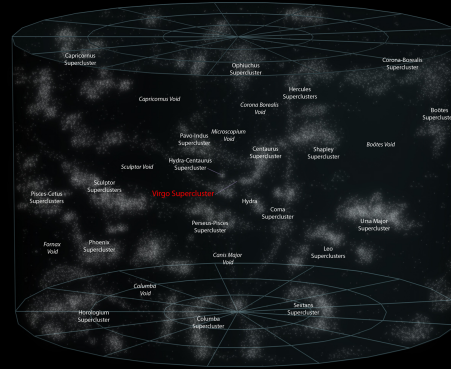 Capricornus
Supercluster
Ophiuchus
Supercluster
Corona-Borealis
Supercluster
Hercules
Superclusters
Capricornus Void
Corona Borealis
Void
Boötes
Microscopium
Void
Pavo-Indus
Supercluster
Boötes Void
Centaurus
Supercluster
Shapley
Supercluster
Hydra-Centaurus
Supercluster
Sculptor Void
Sculptor
Superclusters
Pisces-Cetus
Superclusters
Virgo Supercluster
Hydra
Coma
Supercluster
Perseus-Pisces
Supercluster
Ursa Major
Supercluster
Fornax
Void
Phoenix
Supercluster
Leo
Superclusters
Canis Major
Void
Columba
Void
Horologium
Supercluster
Columba
Supercluster
Sextans
Supercluster